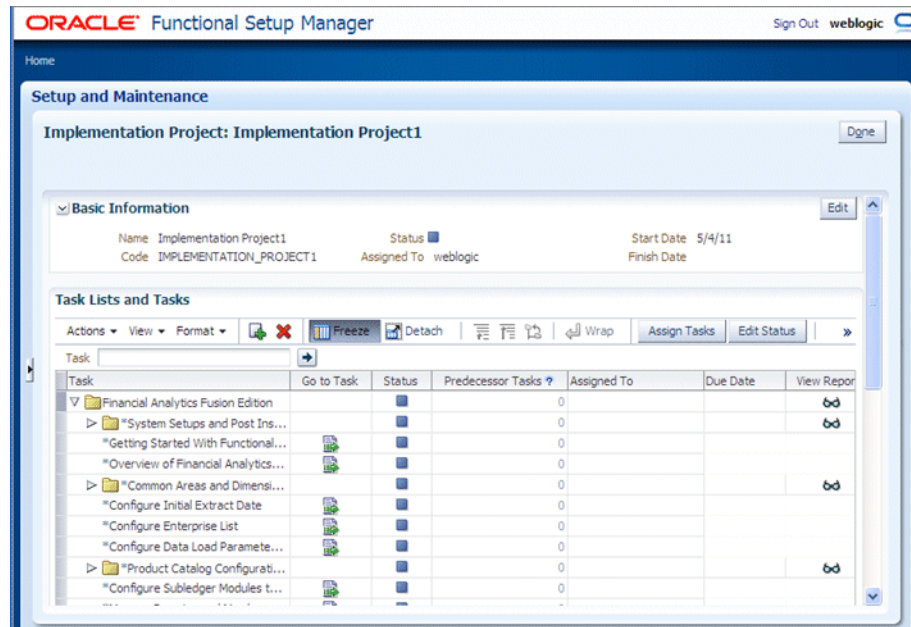 ORACLE Functional Setup Manager
Sign Out weblogic
Home
Setup and Maintenance
Implementation Project: Implementation Project1
Done
Basic Information
Edit
Name Implementation Project1 Status Start Date 5/4/11
Code IMPLEMENTATION_PROJECT1 Assigned To weblogic Finish Date
Task Lists and Tasks
Actions View Format Freeze Detach Wrap Assign Tasks Edit Status »
Task
Task Go to Task Status Predecessor Tasks ? Assigned To Due Date View Repor
Financial Analytics Fusion Edition 0
*System Setups and Post Ins... 0
*Getting Started With Functional... 0
*Overview of Financial Analytics... 0
*Common Areas and Dimensi... 0
*Configure Initial Extract Date 0
*Configure Enterprise List 0
*Configure Data Load Paramete... 0
*Product Catalog Configurati... 0
*Configure Subledger Modules t... 0